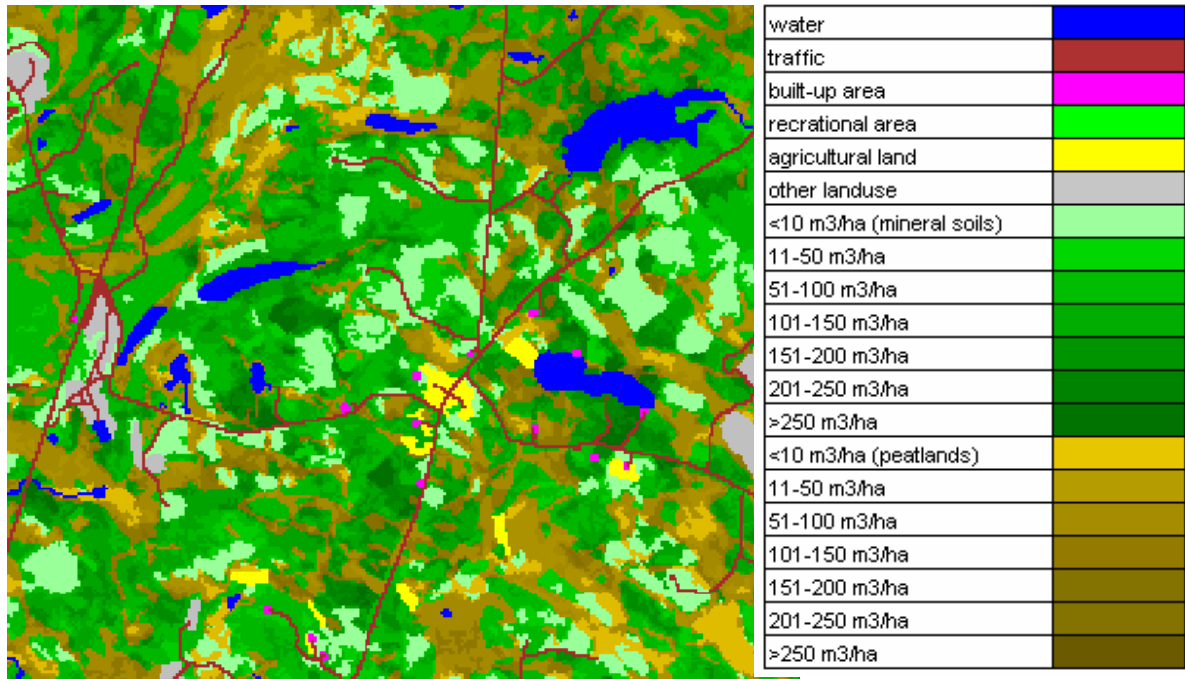 water
traffic
built-up area
recrational area
agricultural land
other landuse
<10 m3/ha (mineral soils)
11-50 m3/ha
51-100 m3/ha
101-150 m3/ha
151-200 m3/ha
201-250 m3/ha
>250 m3/ha
<10 m3/ha (peatlands)
11-50 m3/ha
51-100 m3/ha
101-150 m3/ha
151-200 m3/ha
201-250 m3/ha
>250 m3/ha